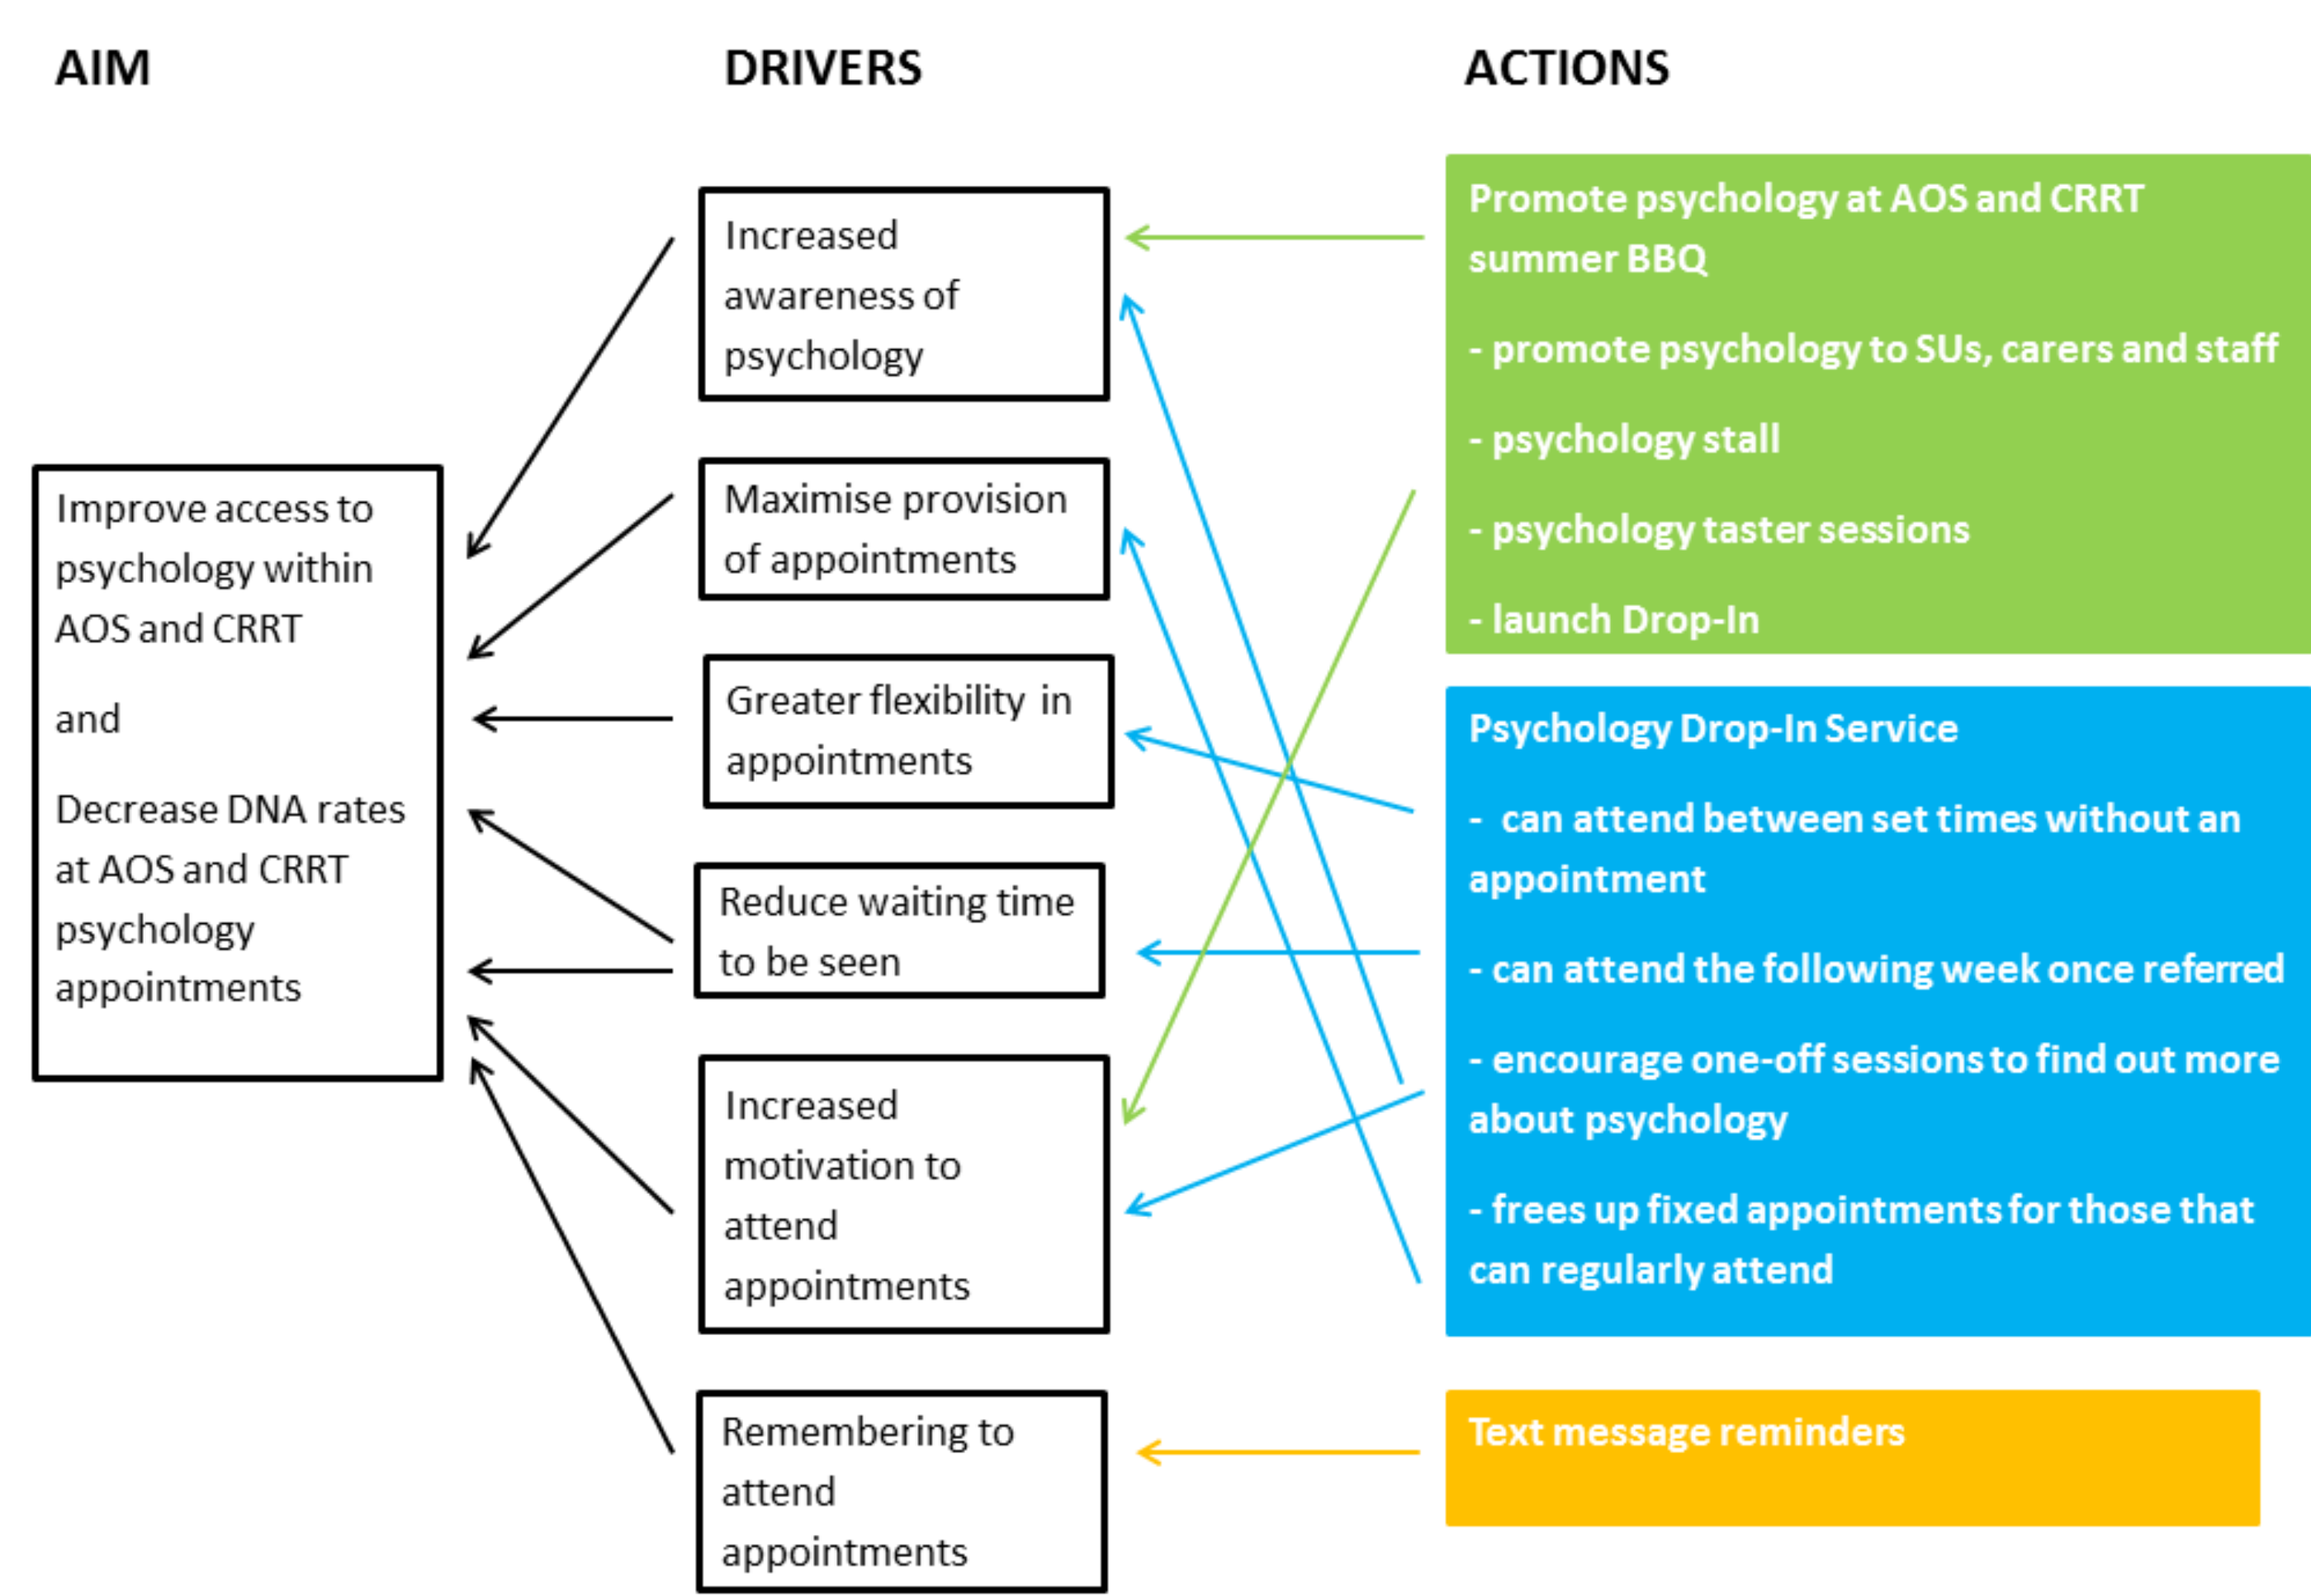 AIM
DRIVERS
ACTIONS
Improve access to
psychology within
AOS and CRRT
and
Decrease DNA rates
at AOS and CRRT
psychology
appointments
Increased
awareness of
psychology
Maximise provision
of appointments
Greater flexibility in
appointments
Reduce waiting time
to be seen
Increased
motivation to
attend
appointments
Remembering to
attend
appointments
Promote psychology at AOS and CRRT
summer BBQ
- promote psychology to SUs, carers and staff
- psychology stall
- psychology taster sessions
- launch Drop-In
Psychology Drop-In Service
- can attend between set times without an
appointment
- can attend the following week once referred
- encourage one-off sessions to find out more
about psychology
- frees up fixed appointments for those that
can regularly attend
Text message reminders